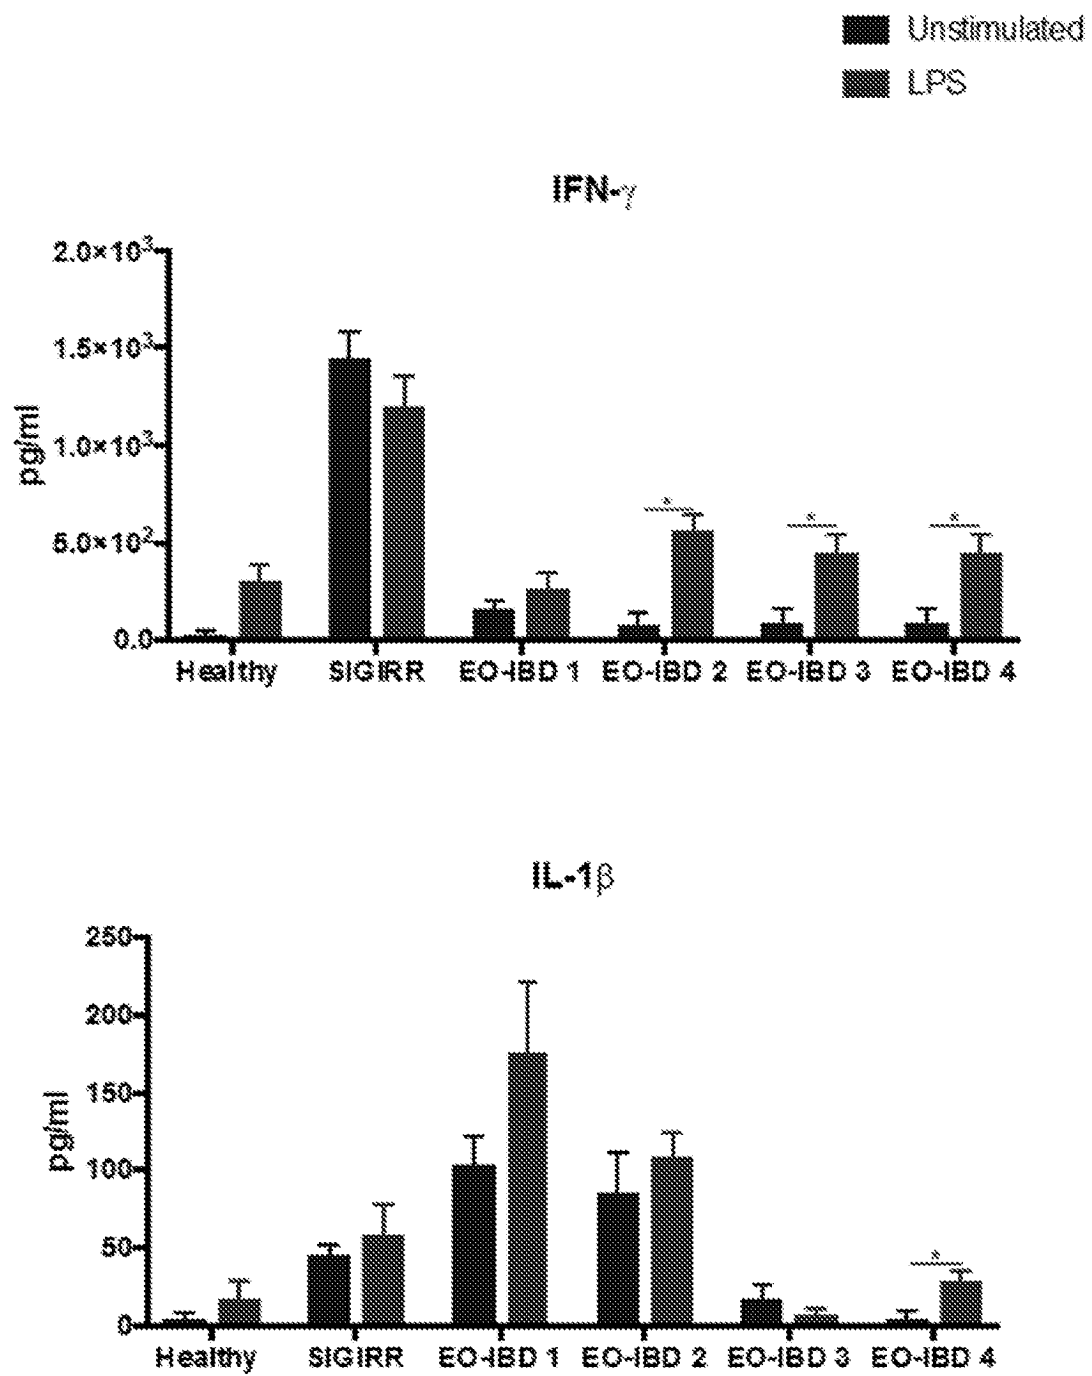 Unstimulated
LPS
IFN-γ
2.0×10³
1.5×10³
1.0×10³
5.0×10²
0.0
pg/ml
* * *
Healthy SIGIRR EO-IBD 1 EO-IBD 2 EO-IBD 3 EO-IBD 4
IL-1β
250
200
150
100
50
0
pg/ml
*
Healthy SIGIRR EO-IBD 1 EO-IBD 2 EO-IBD 3 EO-IBD 4